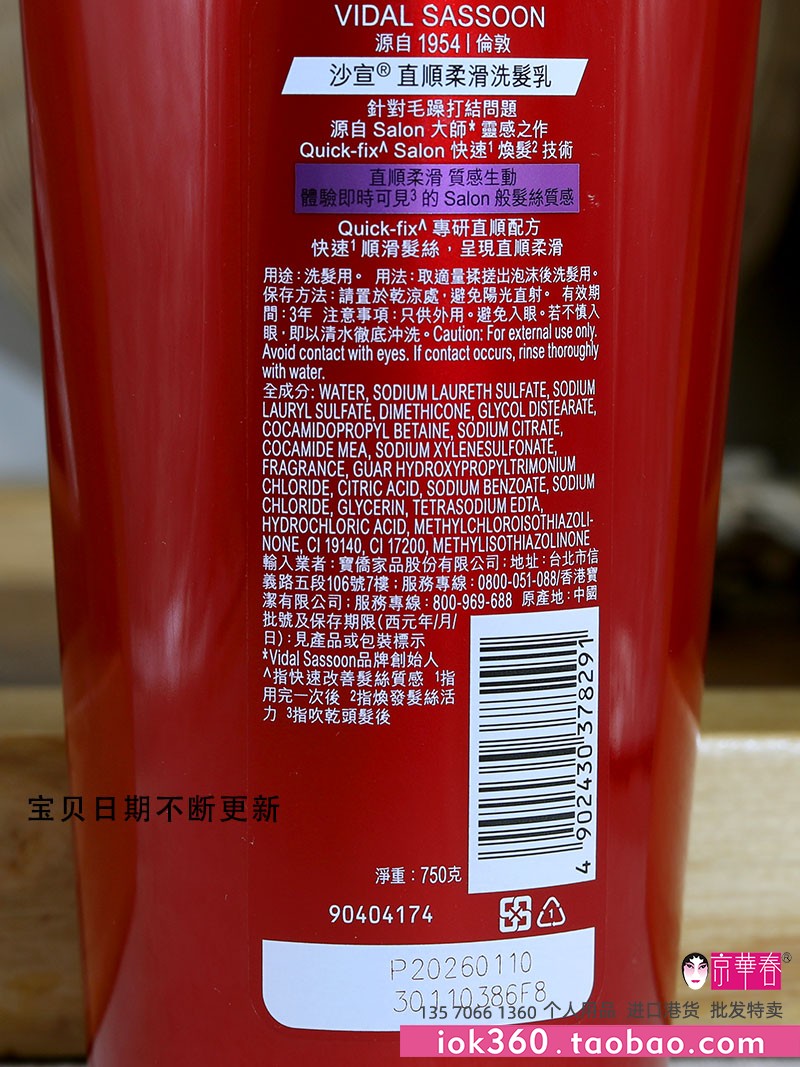 VIDAL SASSOON
源自 1954 | 倫敦
沙宣® 直順柔滑洗髮乳
針對毛躁打結問題
源自 Salon 大師* 靈感之作
Quick-fix^ Salon 快速¹ 煥髮² 技術
直順柔滑 質感生動
體驗即時可見³ 的 Salon 般髮絲質感
Quick-fix^ 專研直順配方
快速¹ 順滑髮絲，呈現直順柔滑
用途：洗髮用。 用法：取適量揉搓出泡沫後洗髮用。
保存方法：請置於乾涼處，避免陽光直射。 有效期
間：3年 注意事項：只供外用。避免入眼。若不慎入
眼，即以清水徹底沖洗。Caution: For external use only.
Avoid contact with eyes. If contact occurs, rinse thoroughly
with water.
全成分: WATER, SODIUM LAURETH SULFATE, SODIUM
LAURYL SULFATE, DIMETHICONE, GLYCOL DISTEARATE,
COCAMIDOPROPYL BETAINE, SODIUM CITRATE,
COCAMIDE MEA, SODIUM XYLENESULFONATE,
FRAGRANCE, GUAR HYDROXYPROPYLTRIMONIUM
CHLORIDE, CITRIC ACID, SODIUM BENZOATE, SODIUM
CHLORIDE, GLYCERIN, TETRASODIUM EDTA,
HYDROCHLORIC ACID, METHYLCHLOROISOTHIAZOLI-
NONE, CI 19140, CI 17200, METHYLISOTHIAZOLINONE
輸入業者：寶僑家品股份有限公司；地址：台北市信
義路五段106號7樓；服務專線：0800-051-088/香港寶
潔有限公司；服務專線：800-969-688 原產地：中國
批號及保存期限(西元年/月/
日)：見產品或包裝標示
*Vidal Sassoon品牌創始人
^指快速改善髮絲質感 ¹指
用完一次後 ²指煥發髮絲活
力 ³指吹乾頭髮後
4 902430 378291
宝贝日期不断更新
淨重：750克
90404174
1
P20260110
30110386F8
京華春®
135 7066 1360 个人用品 进口港货 批发特卖
iok360.taobao.com